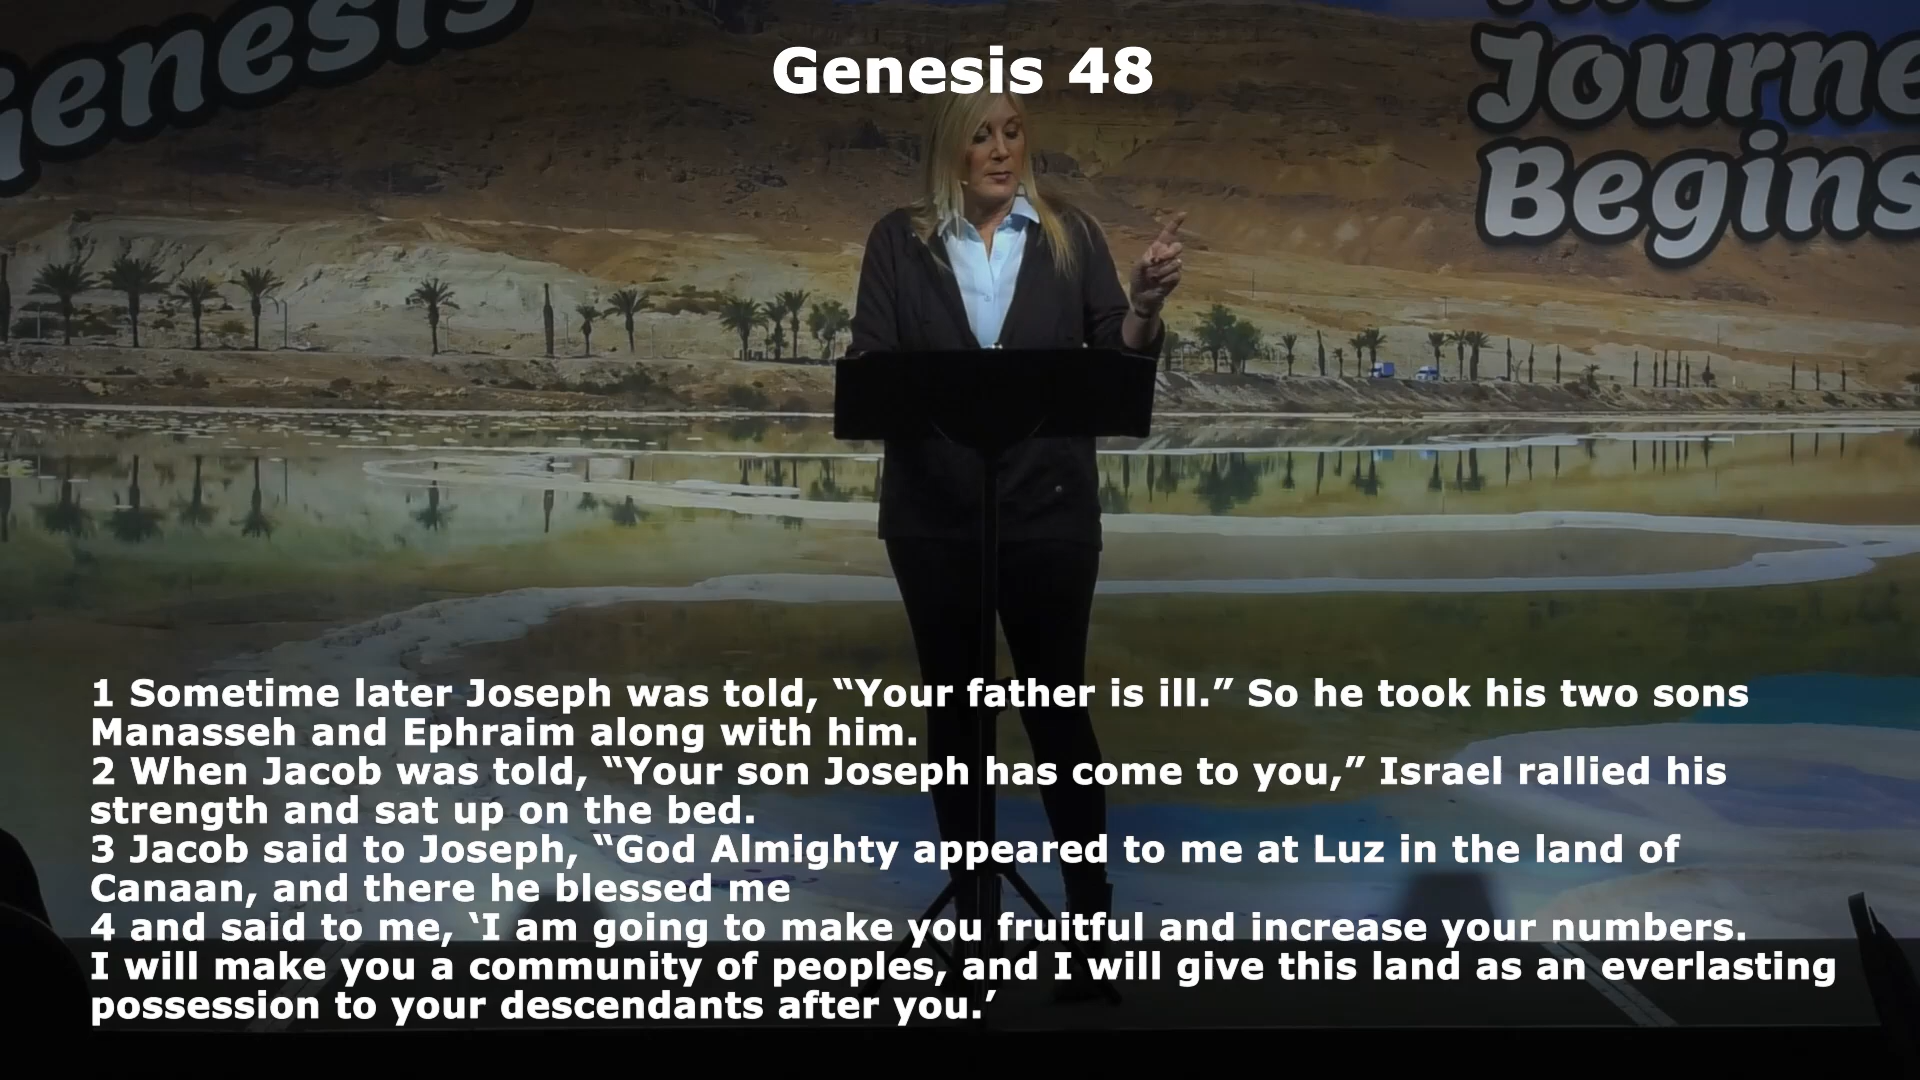 Genesis
The
Journe
Begins
Genesis 48
1 Sometime later Joseph was told, “Your father is ill.” So he took his two sons
Manasseh and Ephraim along with him.
2 When Jacob was told, “Your son Joseph has come to you,” Israel rallied his
strength and sat up on the bed.
3 Jacob said to Joseph, “God Almighty appeared to me at Luz in the land of
Canaan, and there he blessed me
4 and said to me, ‘I am going to make you fruitful and increase your numbers.
I will make you a community of peoples, and I will give this land as an everlasting
possession to your descendants after you.’